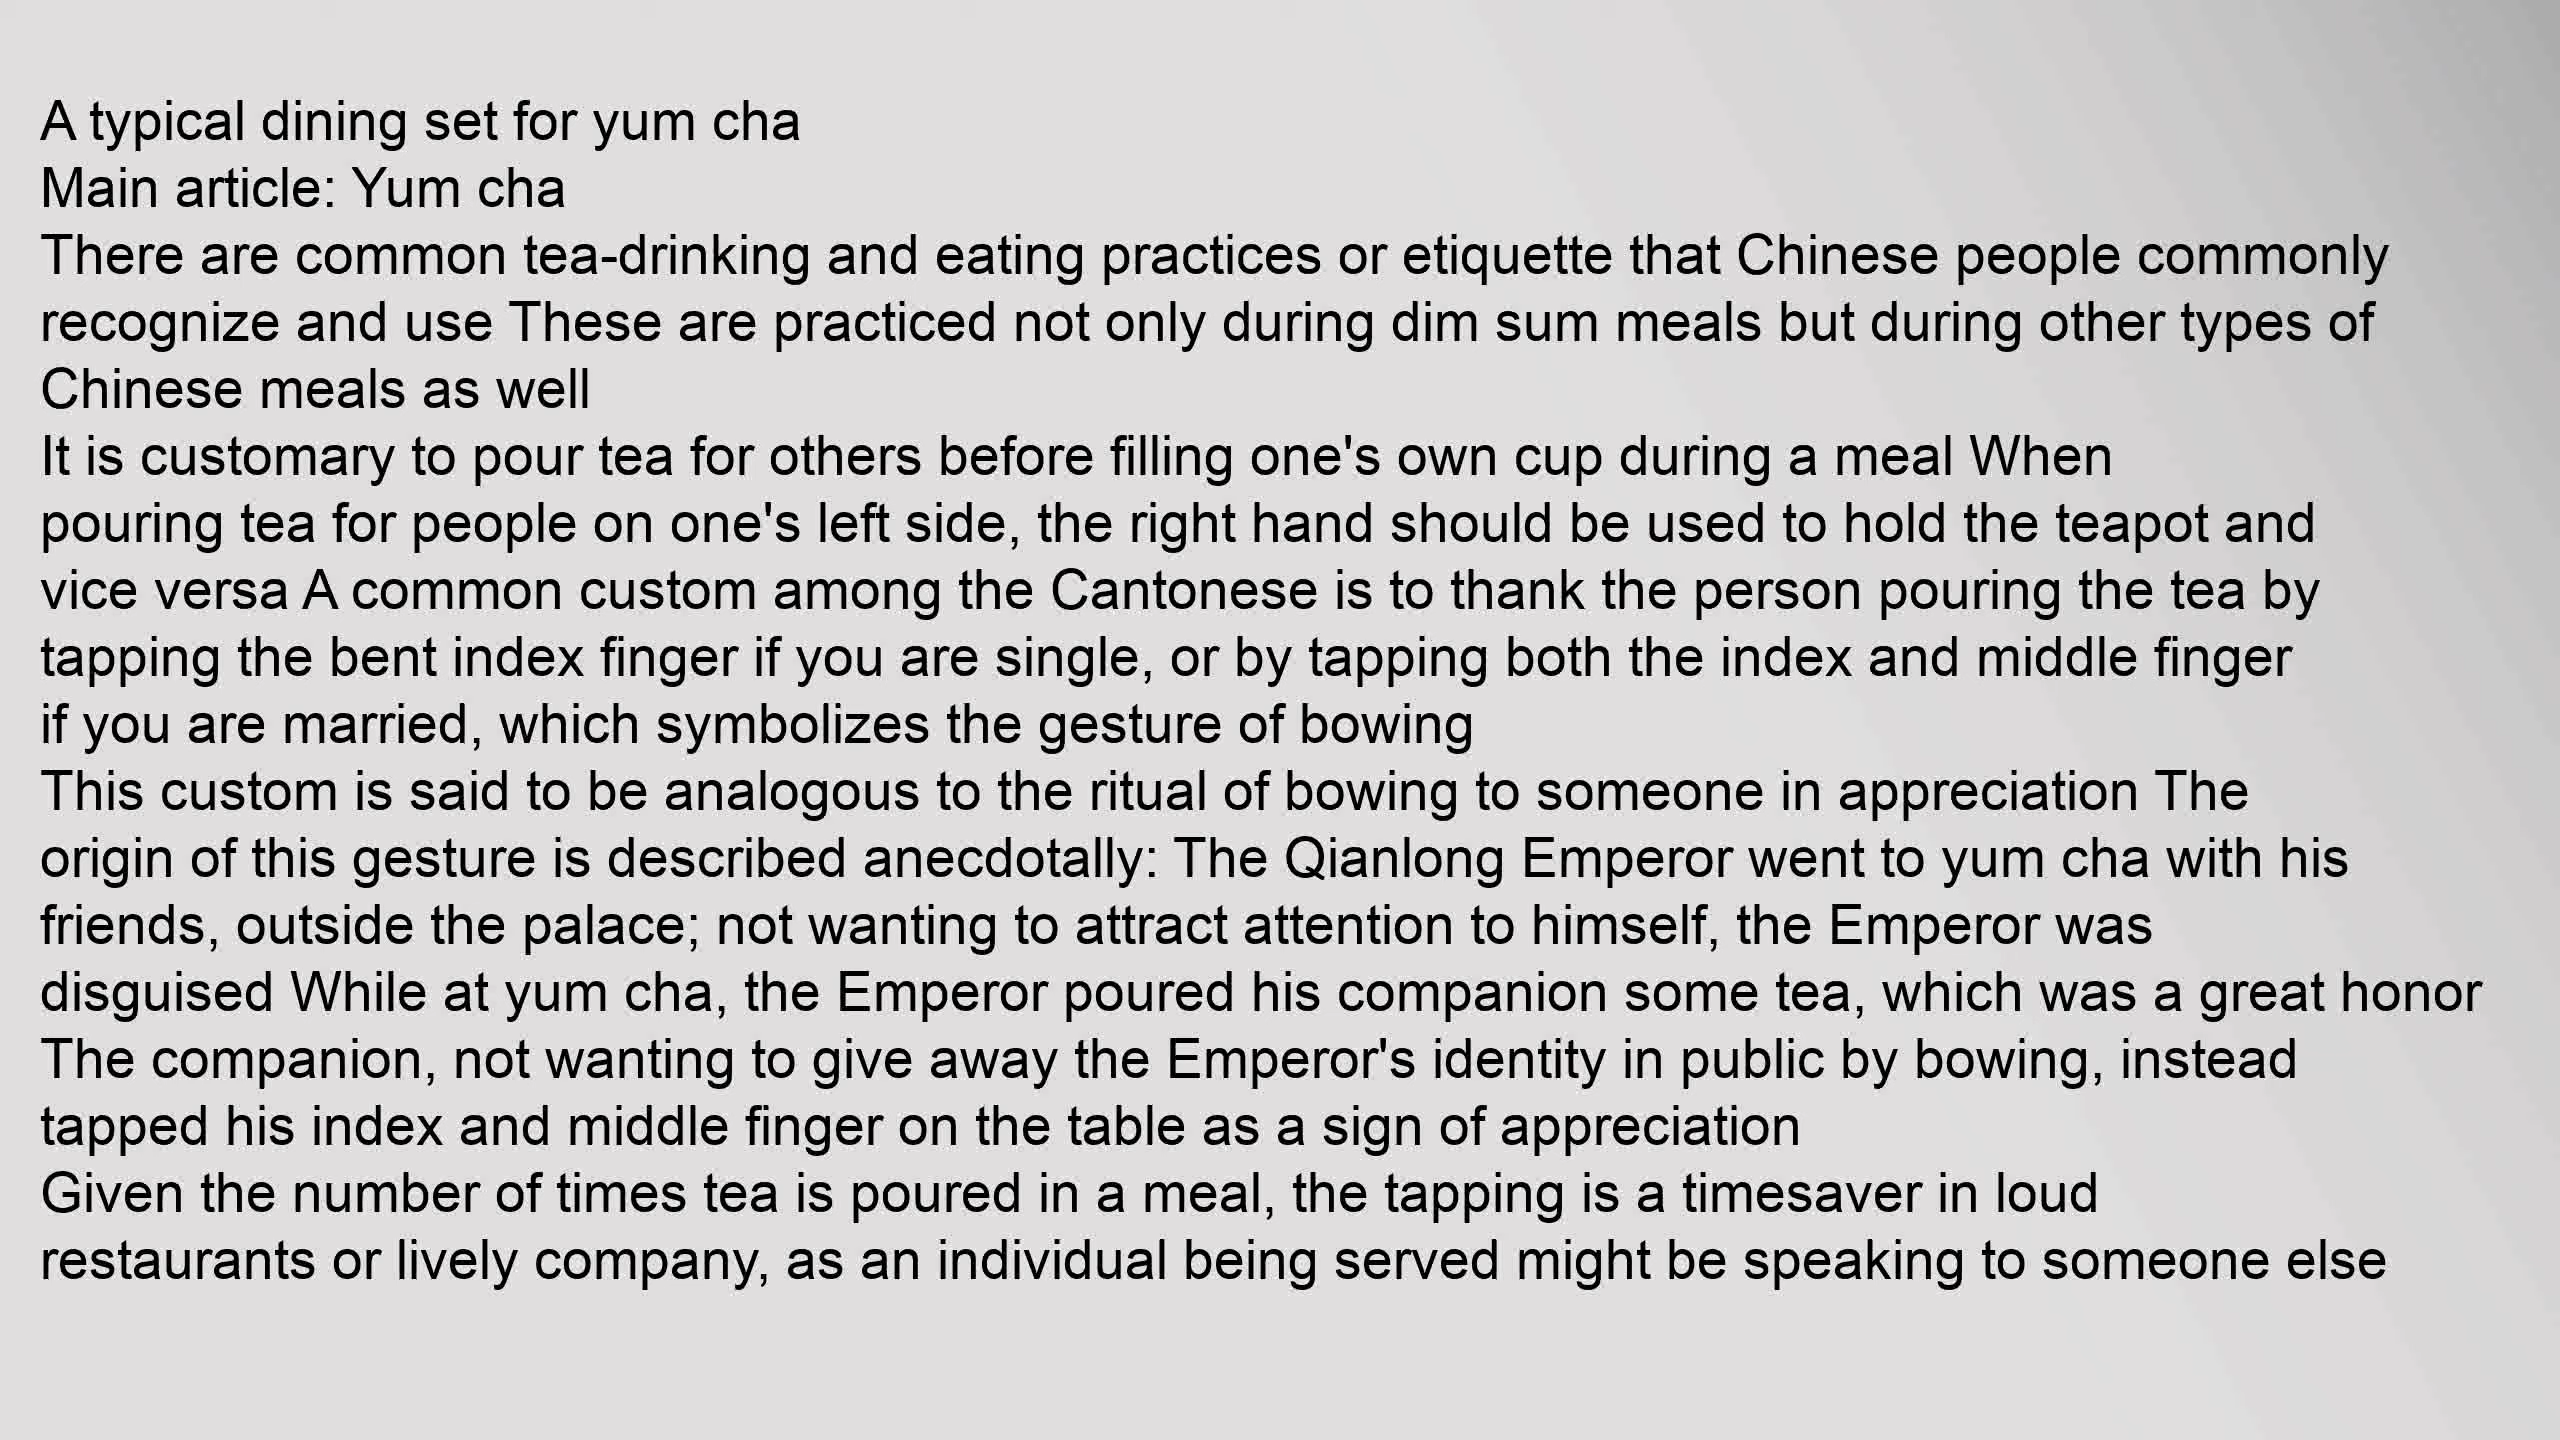 A typical dining set for yum cha
Main article: Yum cha
There are common tea-drinking and eating practices or etiquette that Chinese people commonly
recognize and use These are practiced not only during dim sum meals but during other types of
Chinese meals as well
It is customary to pour tea for others before filling one's own cup during a meal When
pouring tea for people on one's left side, the right hand should be used to hold the teapot and
vice versa A common custom among the Cantonese is to thank the person pouring the tea by
tapping the bent index finger if you are single, or by tapping both the index and middle finger
if you are married, which symbolizes the gesture of bowing
This custom is said to be analogous to the ritual of bowing to someone in appreciation The
origin of this gesture is described anecdotally: The Qianlong Emperor went to yum cha with his
friends, outside the palace; not wanting to attract attention to himself, the Emperor was
disguised While at yum cha, the Emperor poured his companion some tea, which was a great honor
The companion, not wanting to give away the Emperor's identity in public by bowing, instead
tapped his index and middle finger on the table as a sign of appreciation
Given the number of times tea is poured in a meal, the tapping is a timesaver in loud
restaurants or lively company, as an individual being served might be speaking to someone else